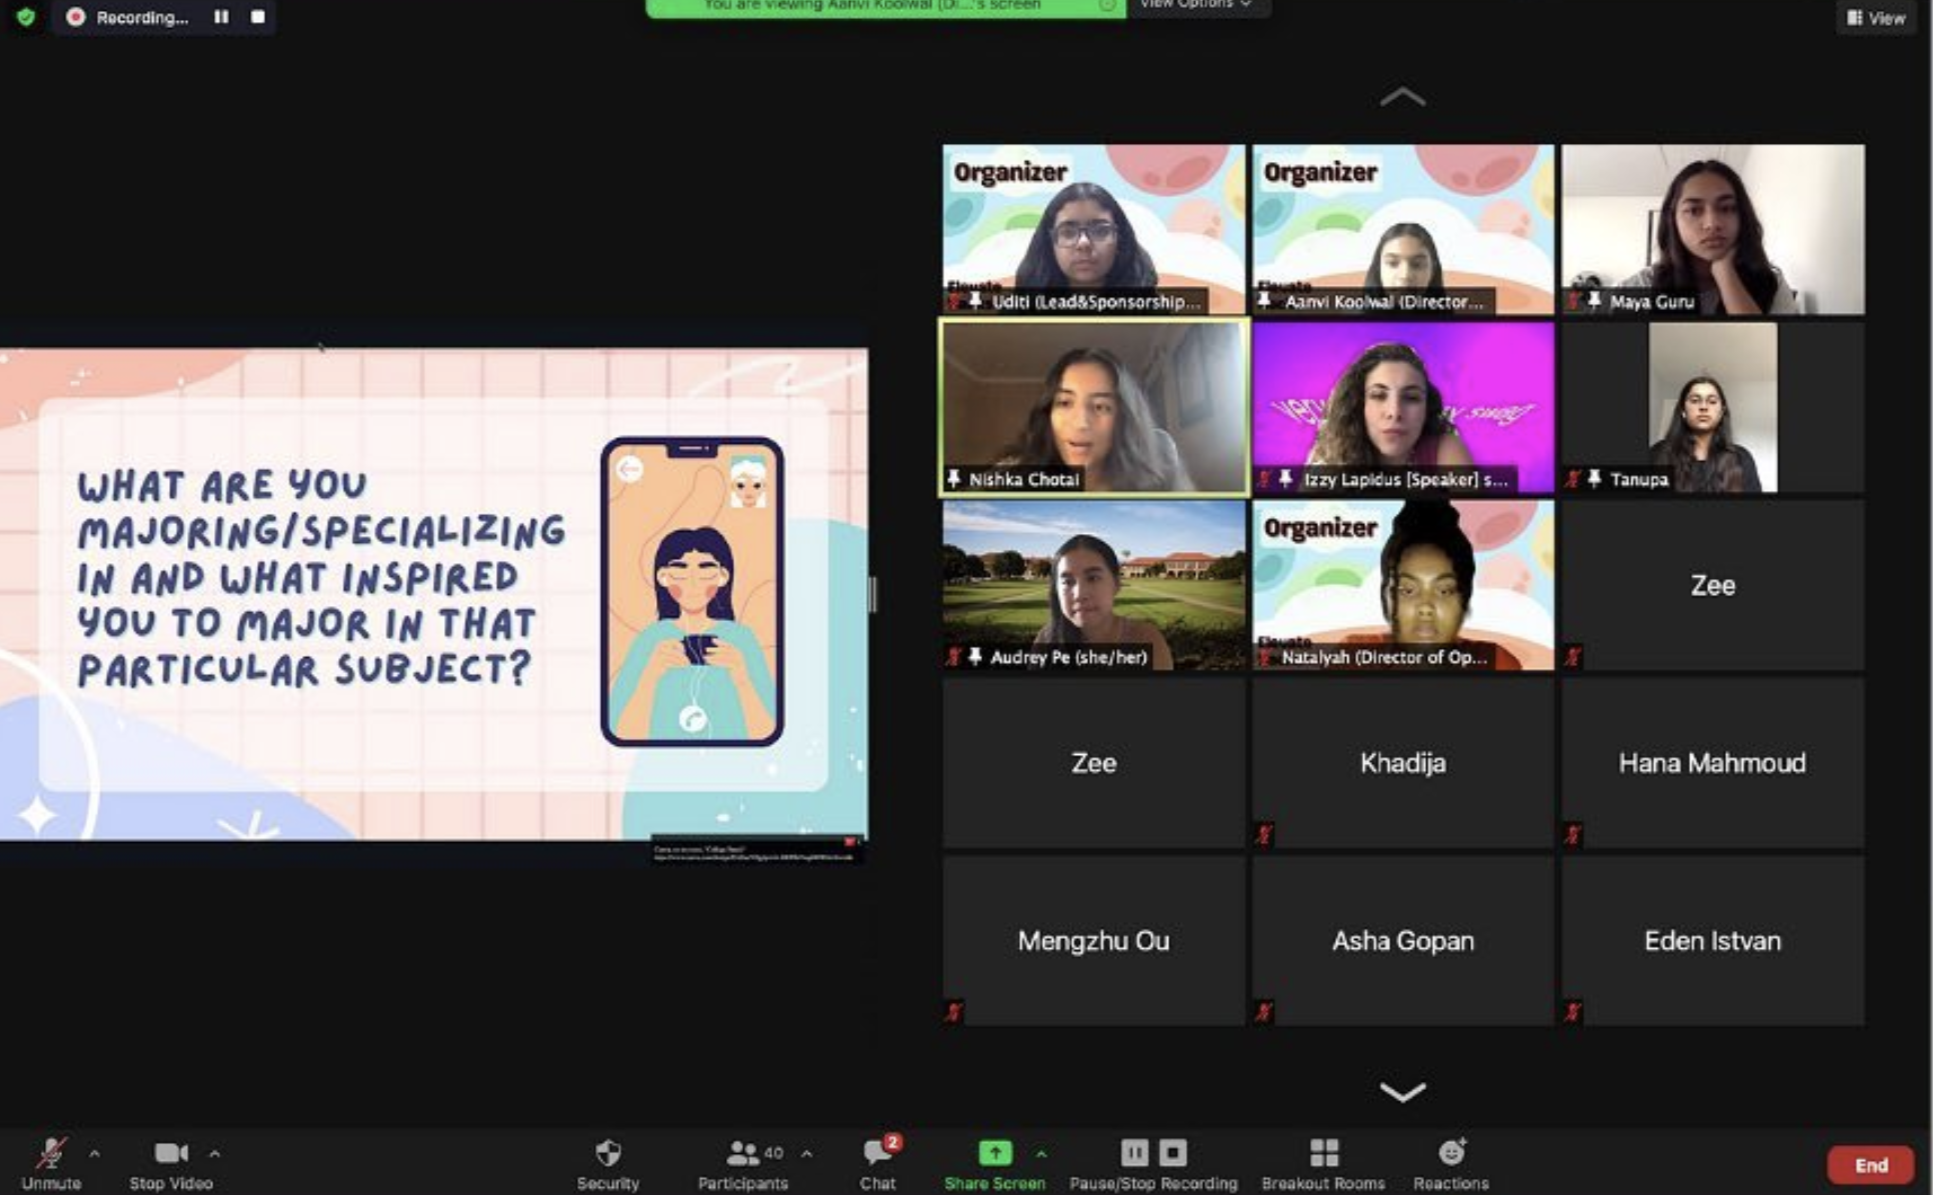 Recording...
You are viewing Aanvi Koolwal (Di...'s screen
View Options
View
Organizer
Uditi (Lead&Sponsorship...
Organizer
Aanvi Koolwal (Director...
Maya Guru
Nishka Chotai
Izzy Lapidus [Speaker] s...
Tanupa
WHAT ARE YOU
MAJORING/SPECIALIZING
IN AND WHAT INSPIRED
YOU TO MAJOR IN THAT
PARTICULAR SUBJECT?
Audrey Pe (she/her)
Organizer
Natalyah (Director of Op...
Zee
Zee
Khadija
Hana Mahmoud
Mengzhu Ou
Asha Gopan
Eden Istvan
Unmute
Stop Video
Security
40
Participants
2
Chat
Share Screen
Pause/Stop Recording
Breakout Rooms
Reactions
End